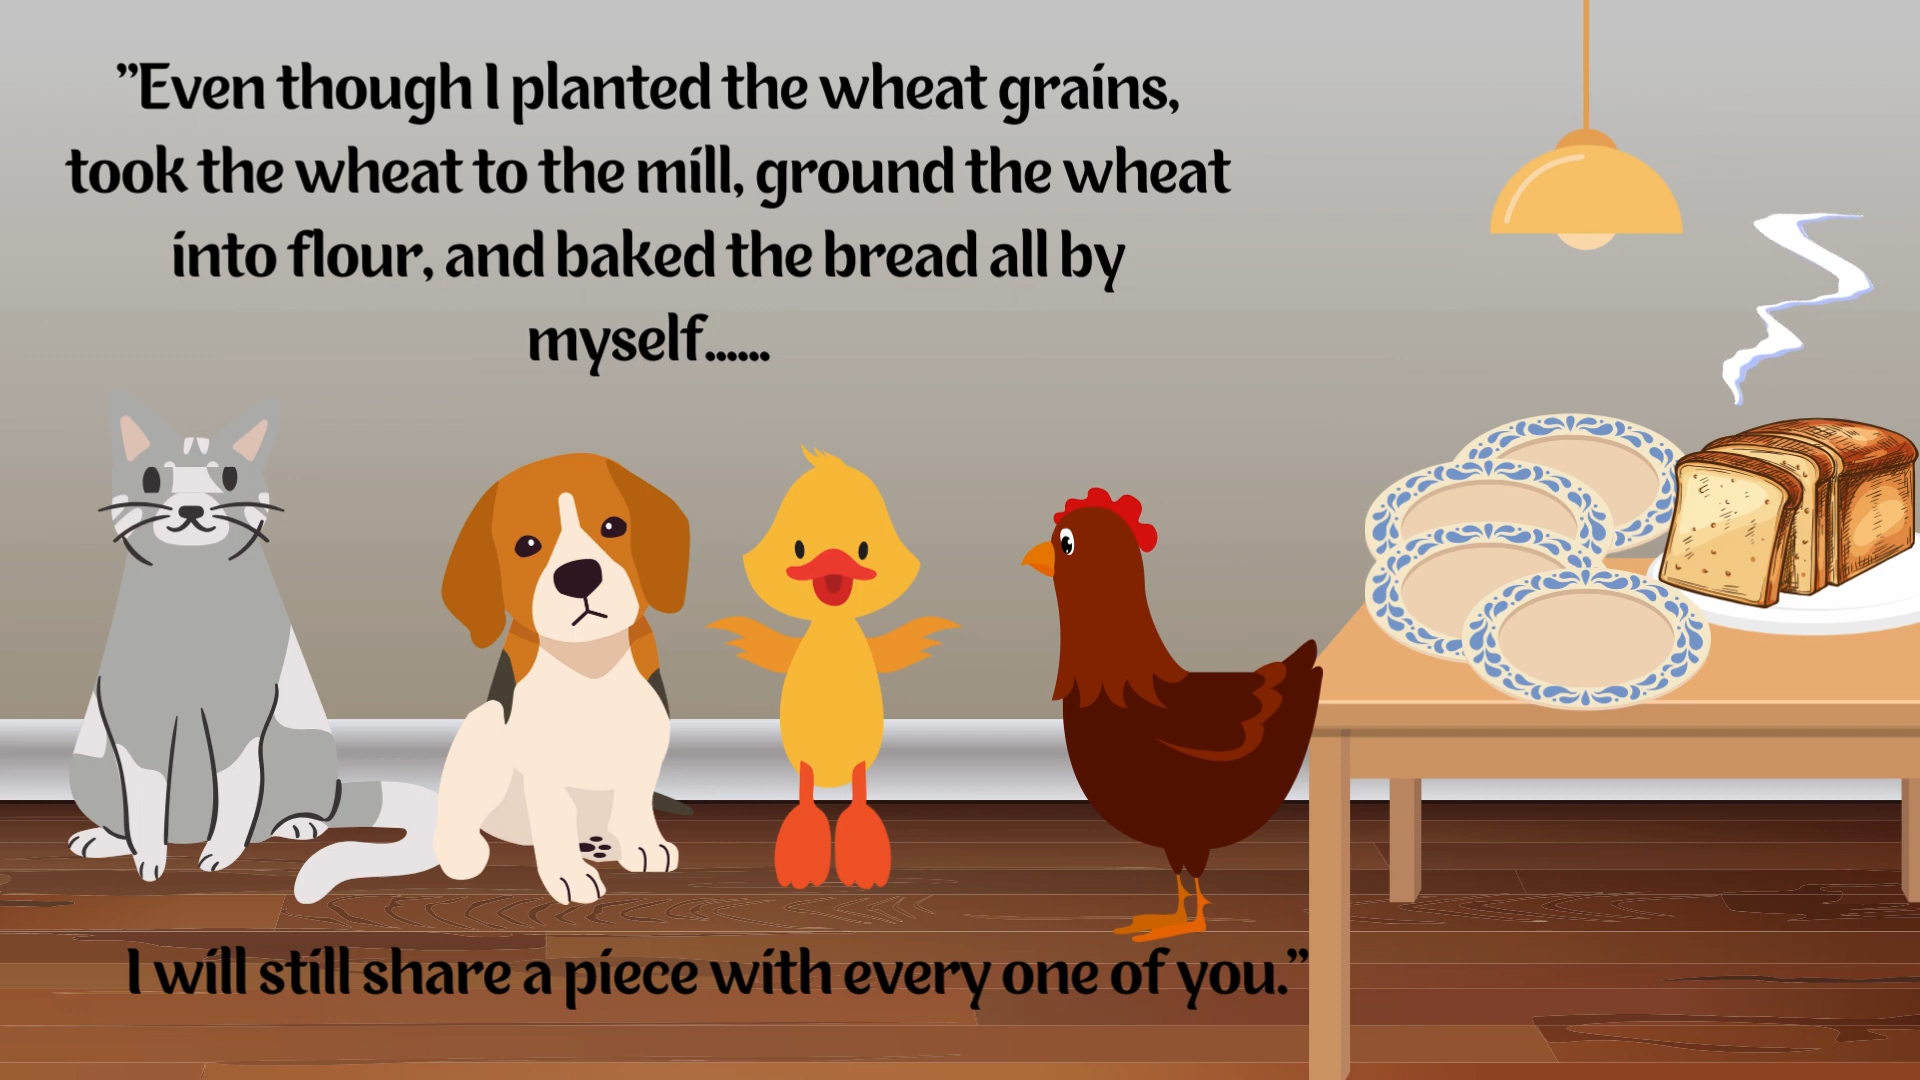 ”Even though I planted the wheat grains,
took the wheat to the mill, ground the wheat
into flour, and baked the bread all by
myself......
I will still share a piece with every one of you.”